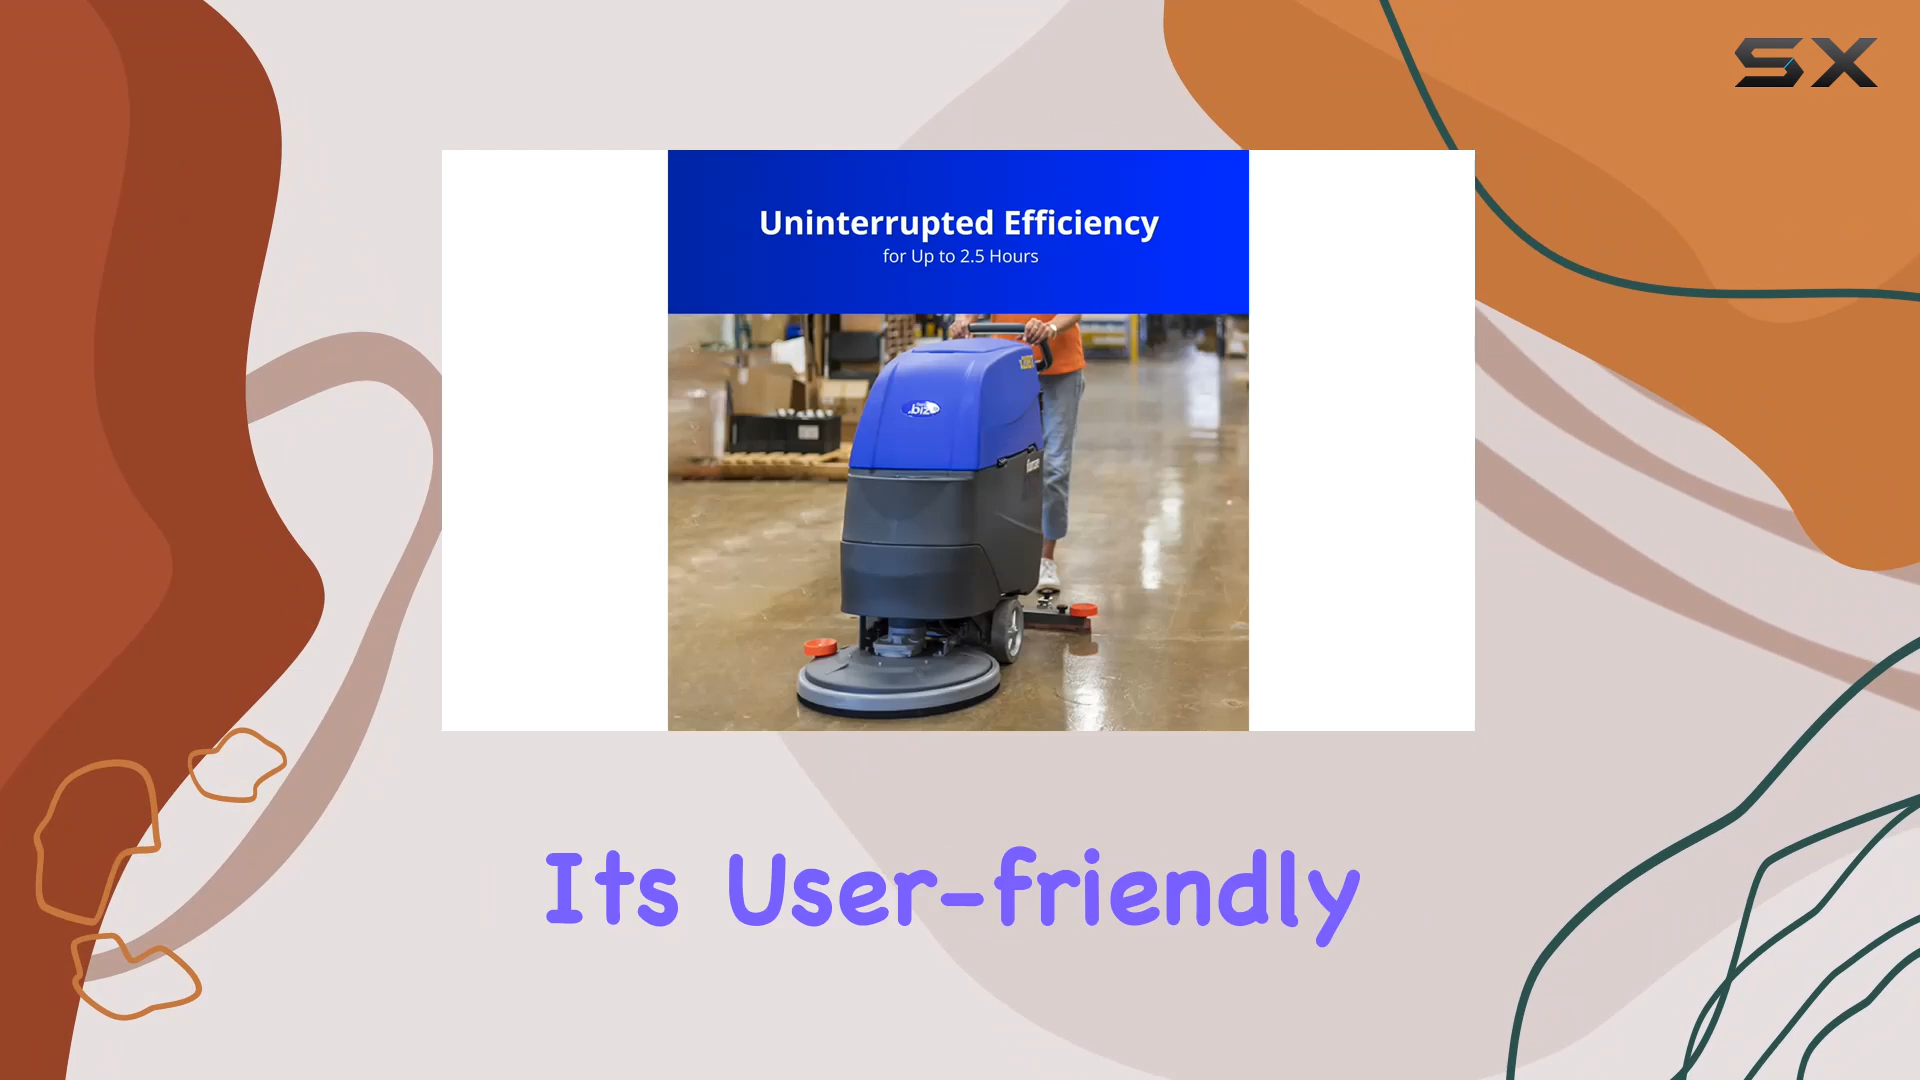 SX
Uninterrupted Efficiency
for Up to 2.5 Hours
.biz
Its User-friendly